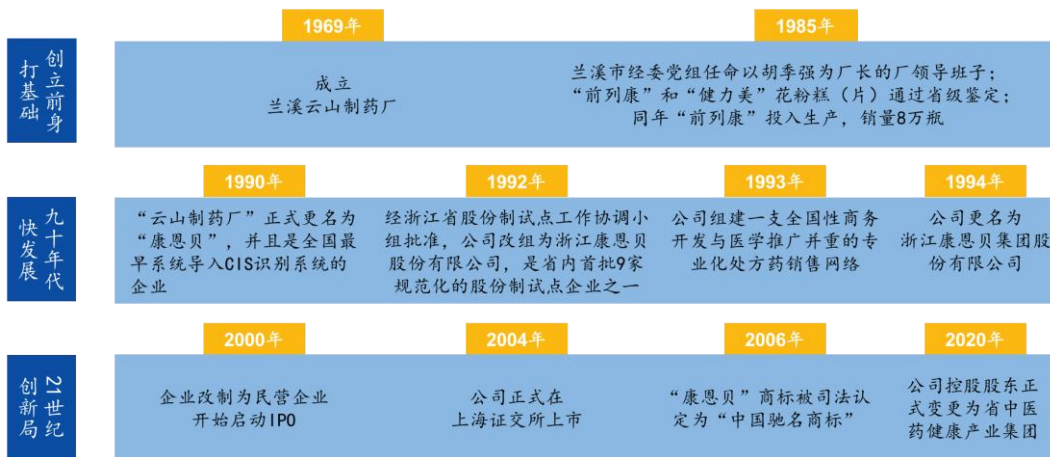 创立前身
打基础
1969年
成立
兰溪云山制药厂
1985年
兰溪市经委党组任命以胡季强为厂长的厂领导班子；
“前列康”和“健力美”花粉糕（片）通过省级鉴定；
同年“前列康”投入生产，销量8万瓶
九十年代
快发展
1990年
“云山制药厂”正式更名为
“康恩贝”，并且是全国最
早系统导入CIS识别系统的
企业
1992年
经浙江省股份制试点工作协调小
组批准，公司改组为浙江康恩贝
股份有限公司，是省内首批9家
规范化的股份制试点企业之一
1993年
公司组建一支全国性商务
开发与医学推广并重的专
业化处方药销售网络
1994年
公司更名为
浙江康恩贝集团股
份有限公司
21世纪
创新局
2000年
企业改制为民营企业
开始启动IPO
2004年
公司正式在
上海证交所上市
2006年
“康恩贝”商标被司法认
定为“中国驰名商标”
2020年
公司控股股东正
式变更为省中医
药健康产业集团